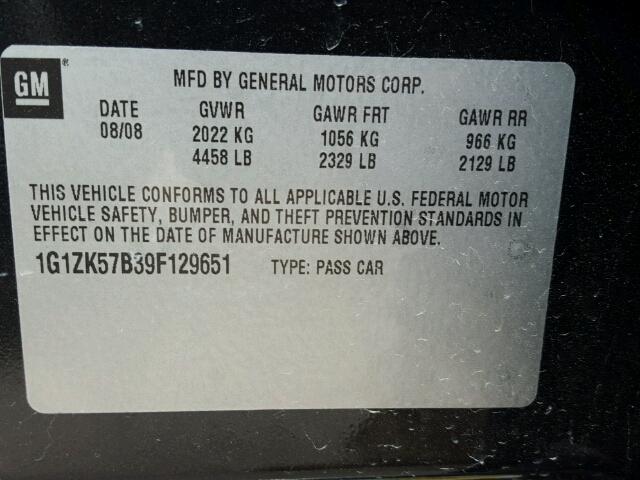 GM ®
MFD BY GENERAL MOTORS CORP.
DATE GVWR GAWR FRT GAWR RR
08/08 2022 KG 1056 KG 966 KG
4458 LB 2329 LB 2129 LB
THIS VEHICLE CONFORMS TO ALL APPLICABLE U.S. FEDERAL MOTOR
VEHICLE SAFETY, BUMPER, AND THEFT PREVENTION STANDARDS IN
EFFECT ON THE DATE OF MANUFACTURE SHOWN ABOVE.
1G1ZK57B39F129651 TYPE: PASS CAR